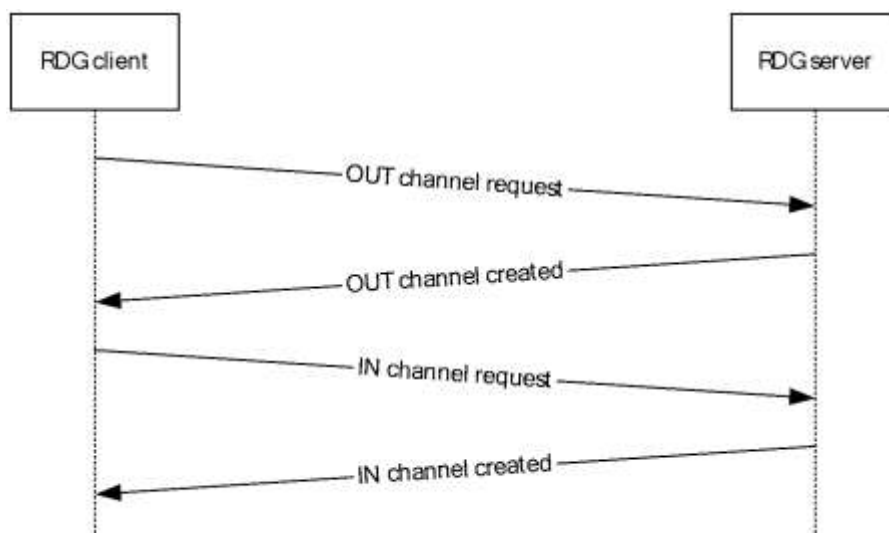 RDG client
RDG server
OUT channel request
OUT channel created
IN channel request
IN channel created